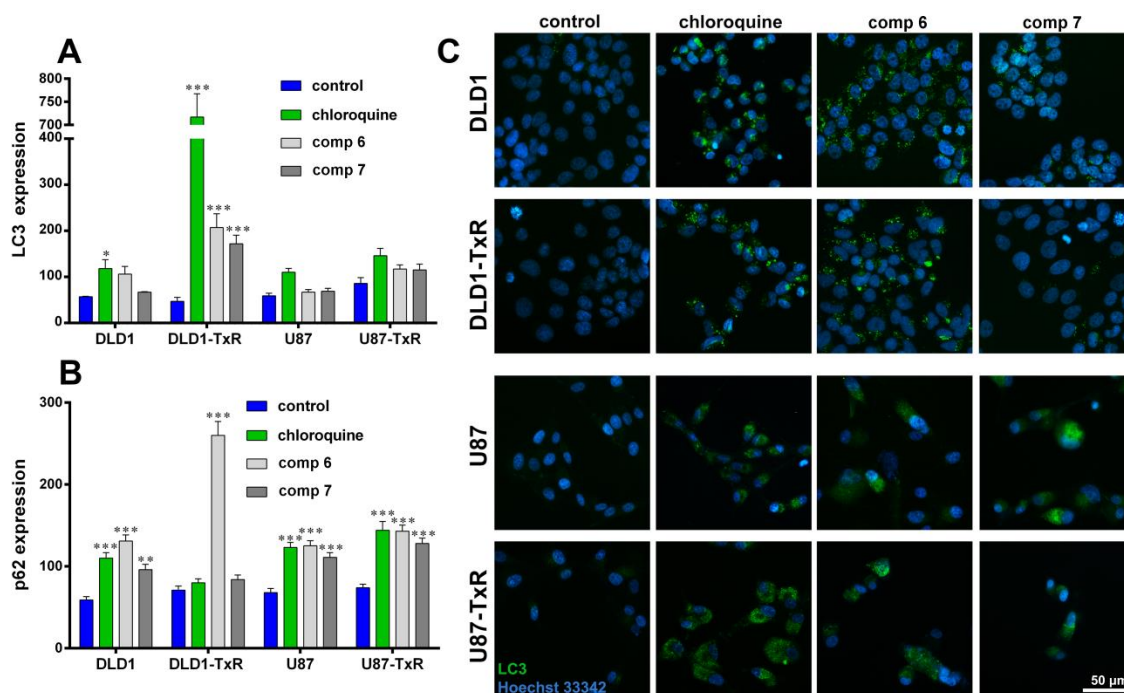 A
LC3 expression
800
750
700
400
300
200
100
0
***
*
***
***
control
chloroquine
comp 6
comp 7
DLD1
DLD1-TxR
U87
U87-TxR
B
p62 expression
300
200
100
0
***
***
**
***
***
***
***
***
***
***
control
chloroquine
comp 6
comp 7
DLD1
DLD1-TxR
U87
U87-TxR
C
control
chloroquine
comp 6
comp 7
DLD1
DLD1-TxR
U87
U87-TxR
LC3
Hoechst 33342
50 µm